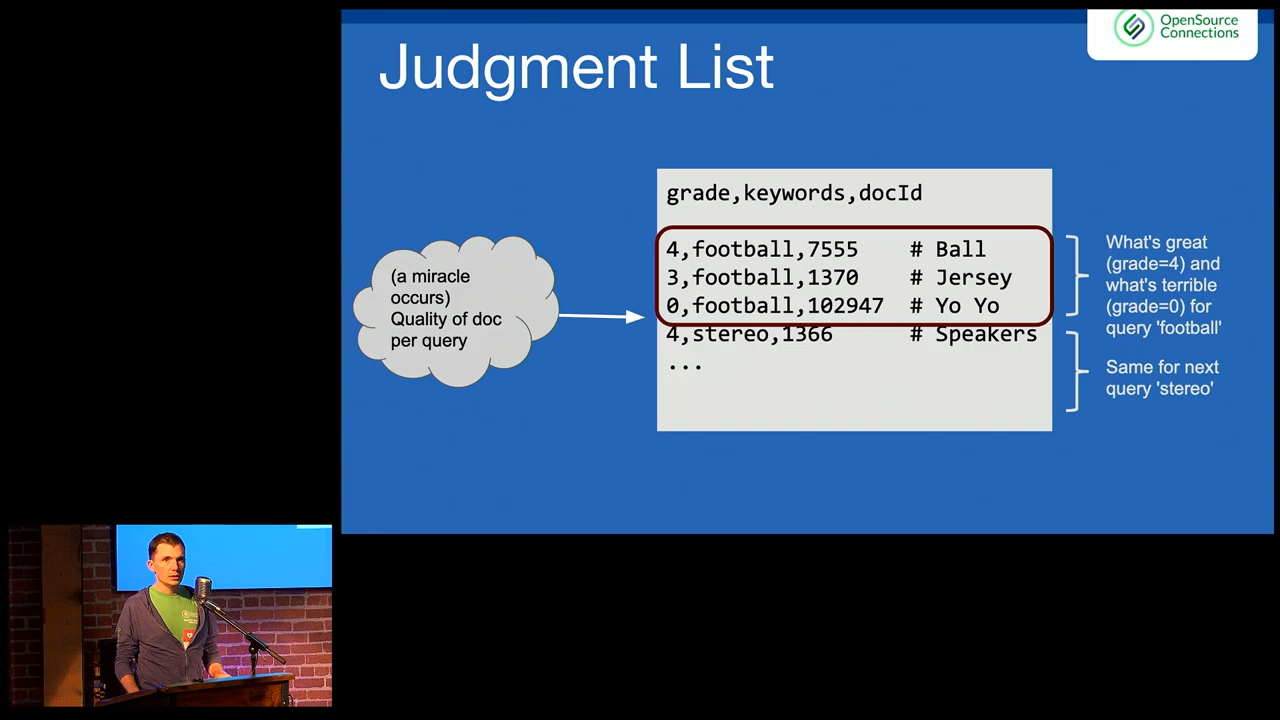 OpenSource
Connections
Judgment List
grade,keywords,docId
4,football,7555 # Ball
3,football,1370 # Jersey
0,football,102947 # Yo Yo
4,stereo,1366 # Speakers
...
(a miracle
occurs)
Quality of doc
per query
What's great
(grade=4) and
what's terrible
(grade=0) for
query 'football'
Same for next
query 'stereo'